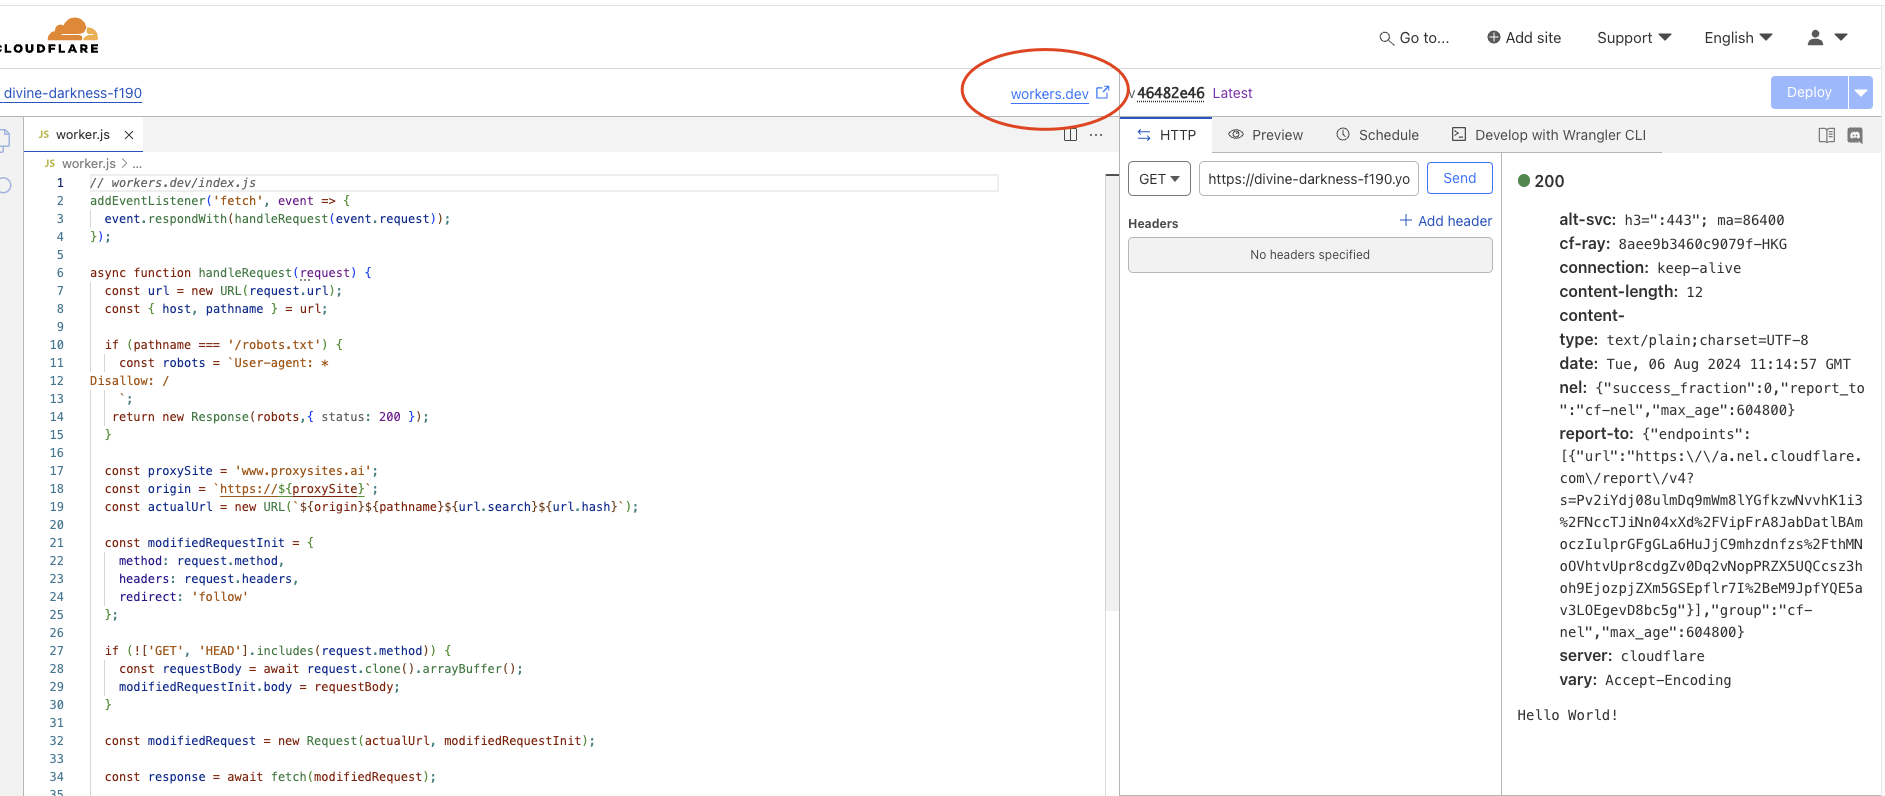 CLOUDFLARE
Go to...
Add site
Support
English
divine-darkness-f190
workers.dev
46482e46 Latest
Deploy
JS worker.js ×
JS worker.js > ...
1 // workers.dev/index.js
2 addEventListener('fetch', event => {
3 event.respondWith(handleRequest(event.request));
4 });
5
6 async function handleRequest(request) {
7 const url = new URL(request.url);
8 const { host, pathname } = url;
9
10 if (pathname === '/robots.txt') {
11 const robots = `User-agent: *
12 Disallow: /
13 `;
14 return new Response(robots,{ status: 200 });
15 }
16
17 const proxySite = 'www.proxysites.ai';
18 const origin = `https://${proxySite}`;
19 const actualUrl = new URL(`${origin}${pathname}${url.search}${url.hash}`);
20
21 const modifiedRequestInit = {
22 method: request.method,
23 headers: request.headers,
24 redirect: 'follow'
25 };
26
27 if (!['GET', 'HEAD'].includes(request.method)) {
28 const requestBody = await request.clone().arrayBuffer();
29 modifiedRequestInit.body = requestBody;
30 }
31
32 const modifiedRequest = new Request(actualUrl, modifiedRequestInit);
33
34 const response = await fetch(modifiedRequest);
35
HTTP
Preview
Schedule
Develop with Wrangler CLI
GET
https://divine-darkness-f190.yo
Send
Headers
+ Add header
No headers specified
200
alt-svc: h3=":443"; ma=86400
cf-ray: 8aee9b3460c9079f-HKG
connection: keep-alive
content-length: 12
content-
type: text/plain;charset=UTF-8
date: Tue, 06 Aug 2024 11:14:57 GMT
nel: {"success_fraction":0,"report_to
":"cf-nel","max_age":604800}
report-to: {"endpoints":
[{"url":"https:\/\/a.nel.cloudflare.
com\/report\/v4?
s=Pv2iYdj08ulmDq9mWm8lYGfkzwNvvhK1i3
%2FNccTJiNn04xXd%2FVipFrA8JabDatlBAm
oczIulprGFgGLa6HuJjC9mhzdnfzs%2FthMN
oOVhtvUpr8cdgZv0Dq2vNopPRZX5UQCcsz3h
oh9EjozpjZXm5GSEpflr7I%2BeM9JpfYQE5a
v3LOEgevD8bc5g"}],"group":"cf-
nel","max_age":604800}
server: cloudflare
vary: Accept-Encoding
Hello World!